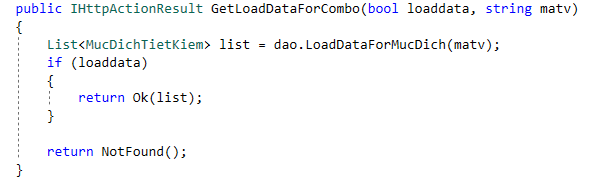 public IHttpActionResult GetLoadDataForCombo(bool loaddata, string matv)
{
    List<MucDichTietKiem> list = dao.LoadDataForMucDich(matv);
    if (loaddata)
    {
        return Ok(list);
    }

    return NotFound();
}